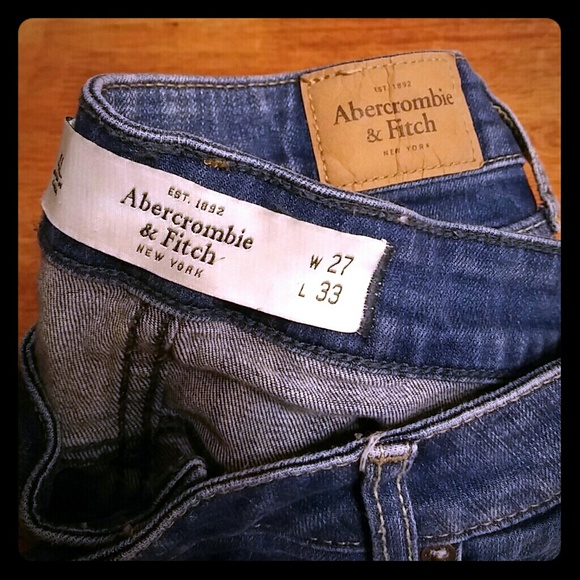 EST. 1892
Abercrombie
& Fitch
NEW YORK
EST. 1892
Abercrombie
& Fitch
NEW YORK
W 27
L 33